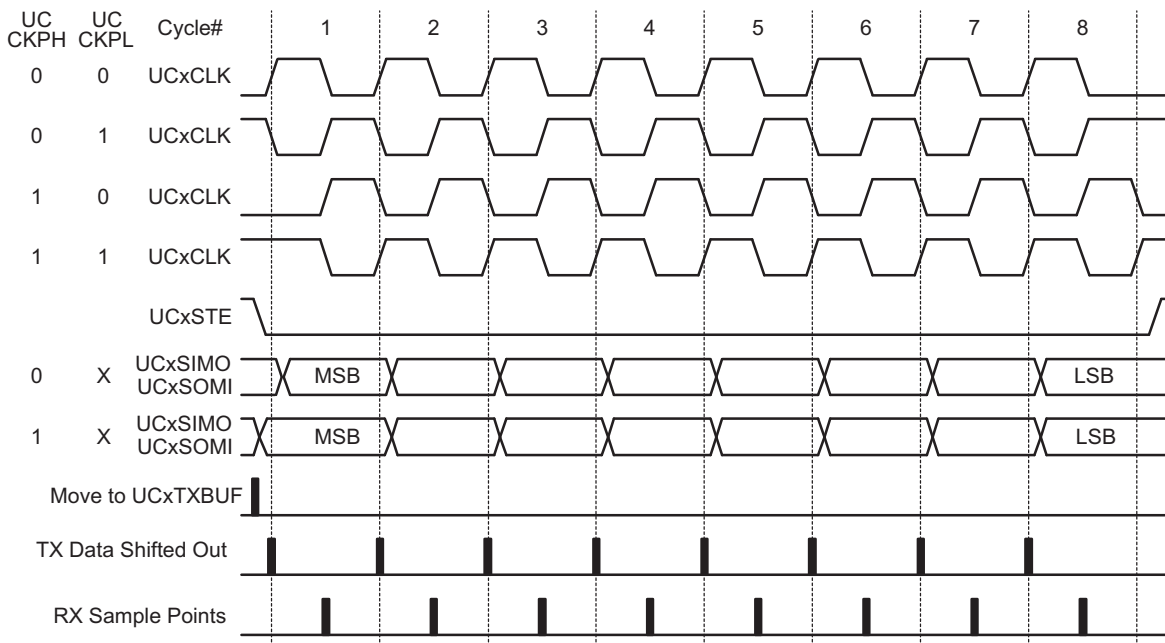 UC CKPH UC CKPL Cycle# 1 2 3 4 5 6 7 8
0 0 UCxCLK
0 1 UCxCLK
1 0 UCxCLK
1 1 UCxCLK
UCxSTE
0 X UCxSIMO UCxSOMI MSB LSB
1 X UCxSIMO UCxSOMI MSB LSB
Move to UCxTXBUF
TX Data Shifted Out
RX Sample Points